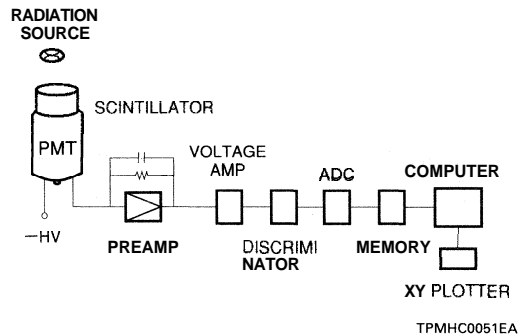 RADIATION
SOURCE
SCINTILLATOR
PMT
−HV
PREAMP
VOLTAGE
AMP
DISCRIMI
NATOR
ADC
MEMORY
COMPUTER
XY PLOTTER
TPMHC0051EA